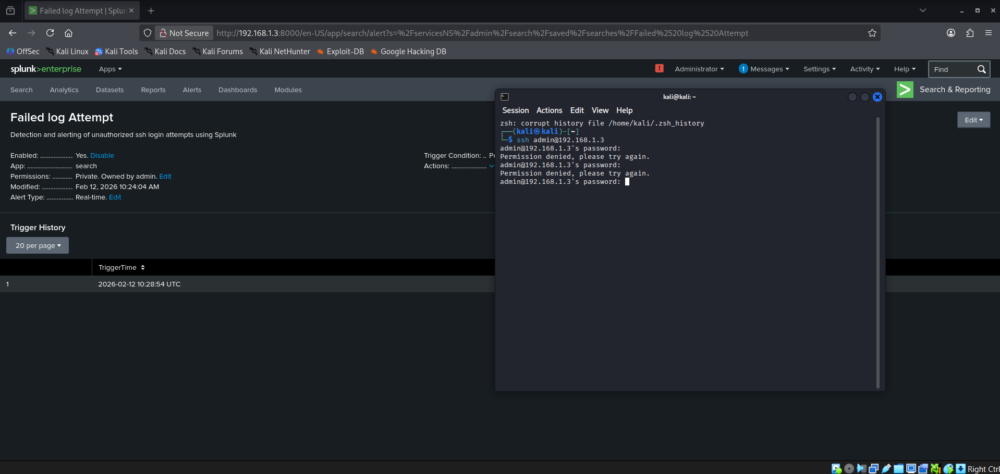 Failed log Attempt | Splun
Not Secure http://192.168.1.3:8000/en-US/app/search/alert?s=%2FservicesNS%2Fadmin%2Fsearch%2Fsaved%2Fsearches%2FFailed%2520log%2520Attempt
OffSec Kali Linux Kali Tools Kali Docs Kali Forums Kali NetHunter Exploit-DB Google Hacking DB
splunk>enterprise Apps Administrator 1 Messages Settings Activity Help Find
Search Analytics Datasets Reports Alerts Dashboards Modules Search & Reporting
Failed log Attempt
Edit
Detection and alerting of unauthorized ssh login attempts using Splunk
Enabled: ................... Yes. Disable
App: .......................... search
Permissions: ............ Private. Owned by admin. Edit
Modified: .................. Feb 12, 2026 10:24:04 AM
Alert Type: ............... Real-time. Edit
Trigger Condition: .. Pe
Actions: ....................
Trigger History
20 per page
TriggerTime
1 2026-02-12 10:28:54 UTC
kali@kali: ~
Session Actions Edit View Help
zsh: corrupt history file /home/kali/.zsh_history
┌──(kali㉿kali)-[~]
└─$ ssh admin@192.168.1.3
admin@192.168.1.3's password:
Permission denied, please try again.
admin@192.168.1.3's password:
Permission denied, please try again.
admin@192.168.1.3's password:
Right Ctrl